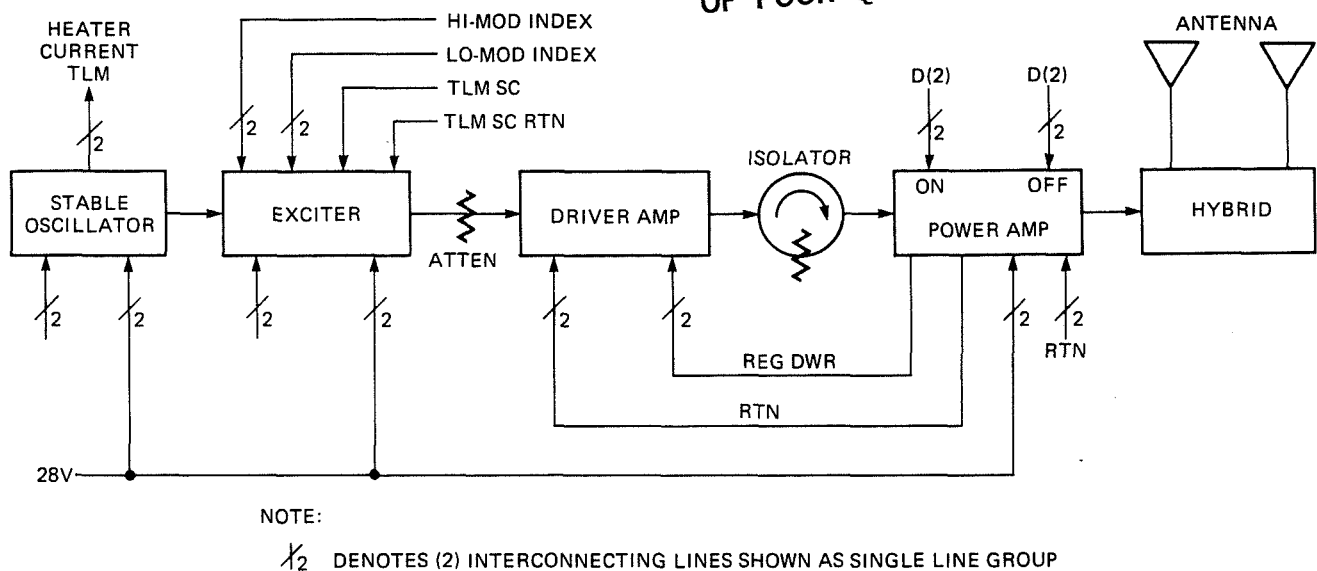 OF POOR
HEATER
CURRENT
TLM
HI-MOD INDEX
LO-MOD INDEX
TLM SC
TLM SC RTN
ANTENNA
D(2)
D(2)
2
2
2
2
2
ISOLATOR
STABLE
OSCILLATOR
EXCITER
ATTEN
DRIVER AMP
ON
OFF
POWER AMP
HYBRID
2
2
2
2
2
2
2
RTN
REG DWR
RTN
28V
NOTE:
⁄2 DENOTES (2) INTERCONNECTING LINES SHOWN AS SINGLE LINE GROUP